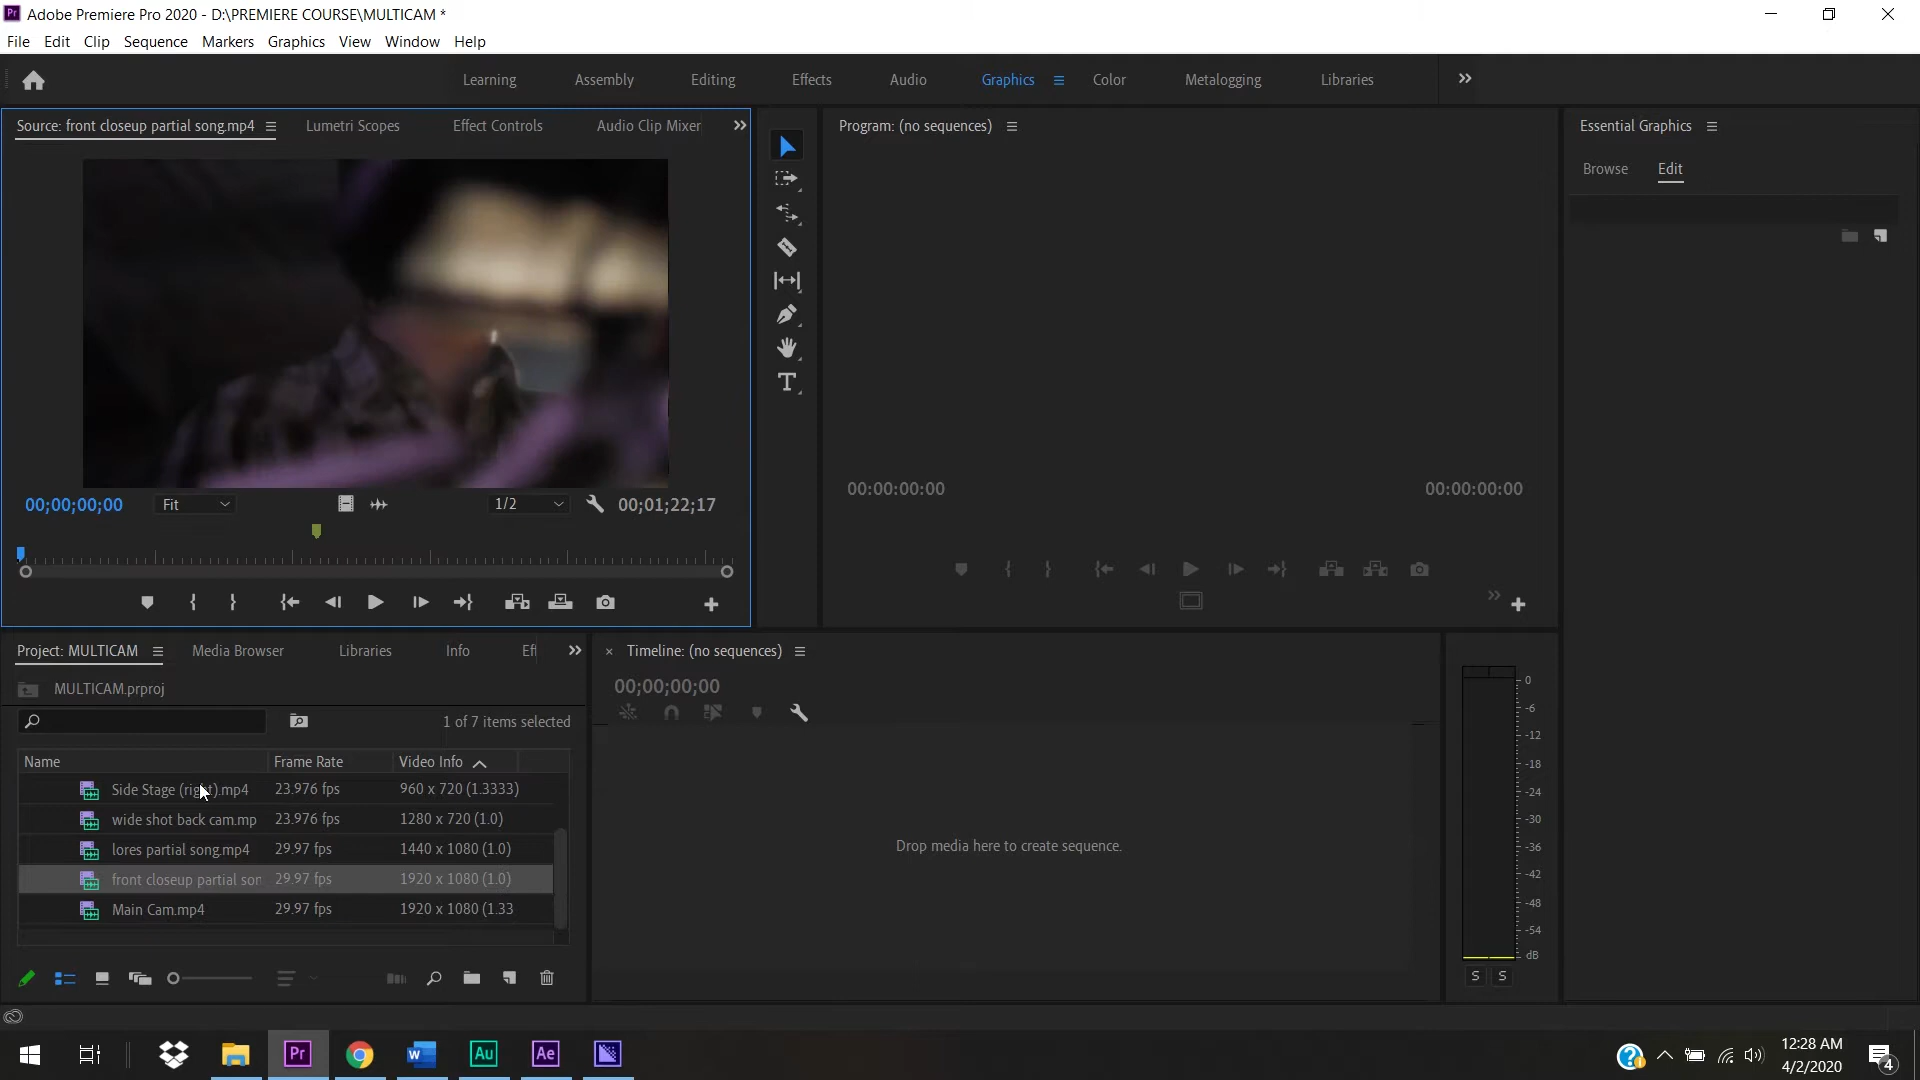 Adobe Premiere Pro 2020 - D:\PREMIERE COURSE\MULTICAM *
File Edit Clip Sequence Markers Graphics View Window Help
Learning Assembly Editing Effects Audio Graphics Color Metalogging Libraries
Source: front closeup partial song.mp4 Lumetri Scopes Effect Controls Audio Clip Mixer
Program: (no sequences)
Essential Graphics
Browse Edit
00;00;00;00 Fit 1/2 00;01;22;17
00:00:00:00 00:00:00:00
Project: MULTICAM Media Browser Libraries Info Eff
Timeline: (no sequences)
MULTICAM.prproj
00;00;00;00
1 of 7 items selected
Name Frame Rate Video Info
Side Stage (right).mp4 23.976 fps 960 x 720 (1.3333)
wide shot back cam.mp 23.976 fps 1280 x 720 (1.0)
lores partial song.mp4 29.97 fps 1440 x 1080 (1.0)
front closeup partial son 29.97 fps 1920 x 1080 (1.0)
Main Cam.mp4 29.97 fps 1920 x 1080 (1.33
Drop media here to create sequence.
0
-6
-12
-18
-24
-30
-36
-42
-48
-54
dB
S S
Pr Au Ae
12:28 AM
4/2/2020
4